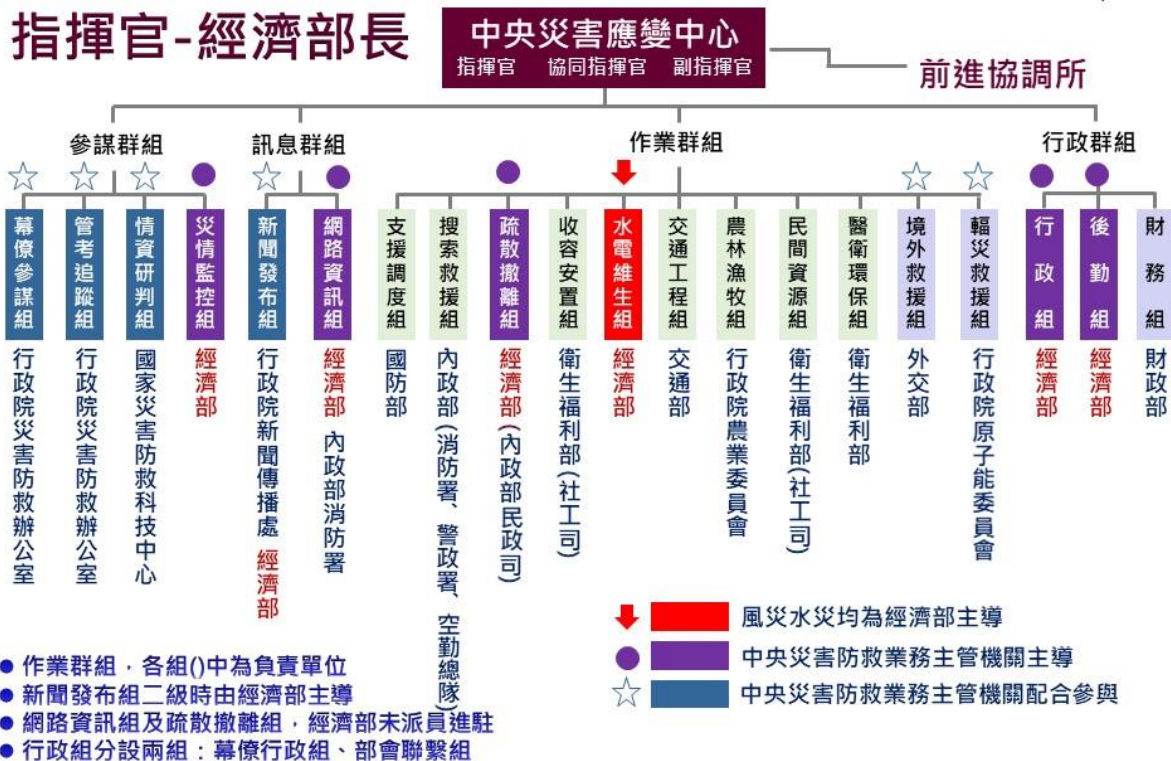 指揮官-經濟部長
中央災害應變中心
指揮官 協同指揮官 副指揮官
前進協調所
參謀群組
訊息群組
作業群組
行政群組
幕僚參謀組
管考追蹤組
情資研判組
災情監控組
新聞發布組
網路資訊組
支援調度組
搜索救援組
疏散撤離組
收容安置組
水電維生組
交通工程組
農林漁牧組
民間資源組
醫衛環保組
境外救援組
輻災救援組
行政組
後勤組
財務組
行政院災害防救辦公室
行政院災害防救辦公室
國家災害防救科技中心
經濟部
行政院新聞傳播處 經濟部
經濟部 內政部消防署
國防部
內政部(消防署、警政署、空勤總隊)
經濟部(內政部民政司)
衛生福利部(社工司)
經濟部
交通部
行政院農業委員會
衛生福利部(社工司)
衛生福利部
外交部
行政院原子能委員會
經濟部
經濟部
財政部
風災水災均為經濟部主導
中央災害防救業務主管機關主導
中央災害防救業務主管機關配合參與
● 作業群組，各組()中為負責單位
● 新聞發布組二級時由經濟部主導
● 網路資訊組及疏散撤離組，經濟部未派員進駐
● 行政組分設兩組：幕僚行政組、部會聯繫組